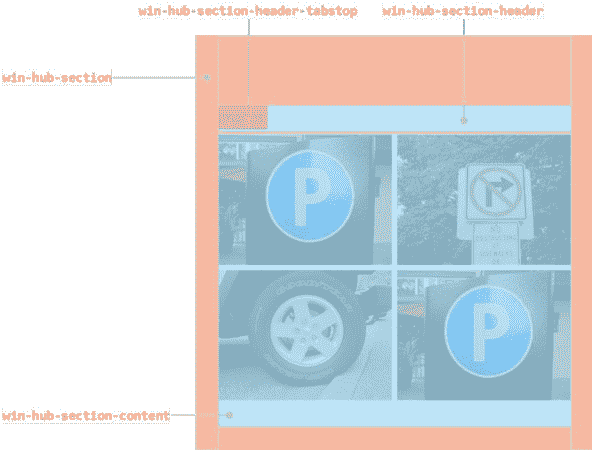 win-hub-section-header-tabstop win-hub-section-header
win-hub-section
P
win-hub-section-content
P